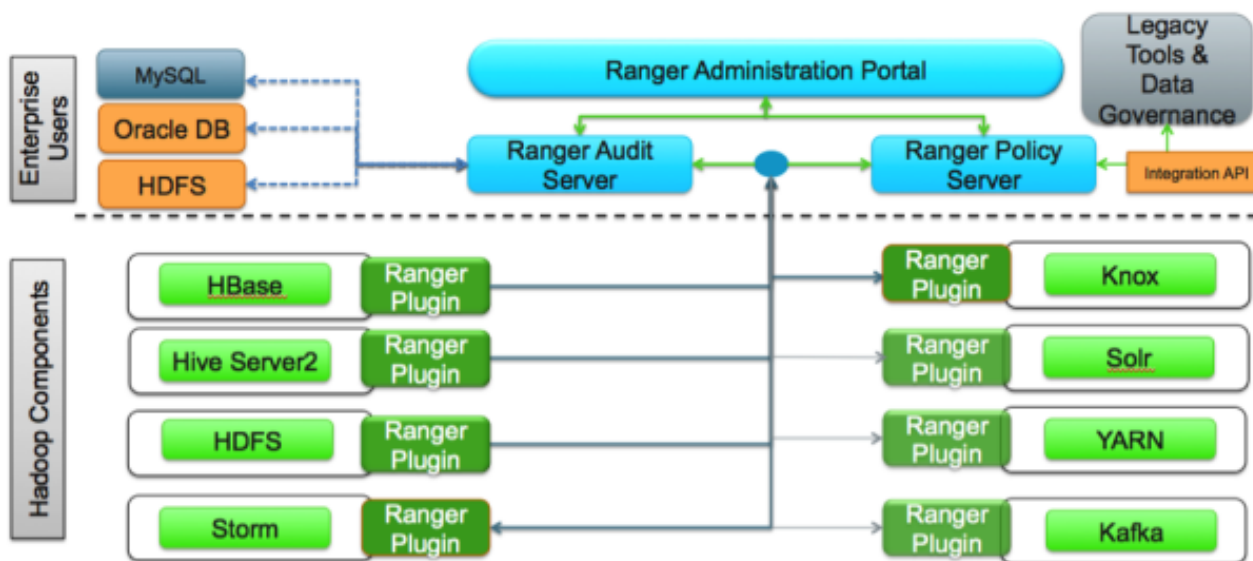 Enterprise
Users
MySQL
Oracle DB
HDFS
Ranger Administration Portal
Ranger Audit
Server
Ranger Policy
Server
Legacy
Tools &
Data
Governance
Integration API
Hadoop Components
HBase
Ranger
Plugin
Hive Server2
Ranger
Plugin
HDFS
Ranger
Plugin
Storm
Ranger
Plugin
Ranger
Plugin
Knox
Ranger
Plugin
Solr
Ranger
Plugin
YARN
Ranger
Plugin
Kafka